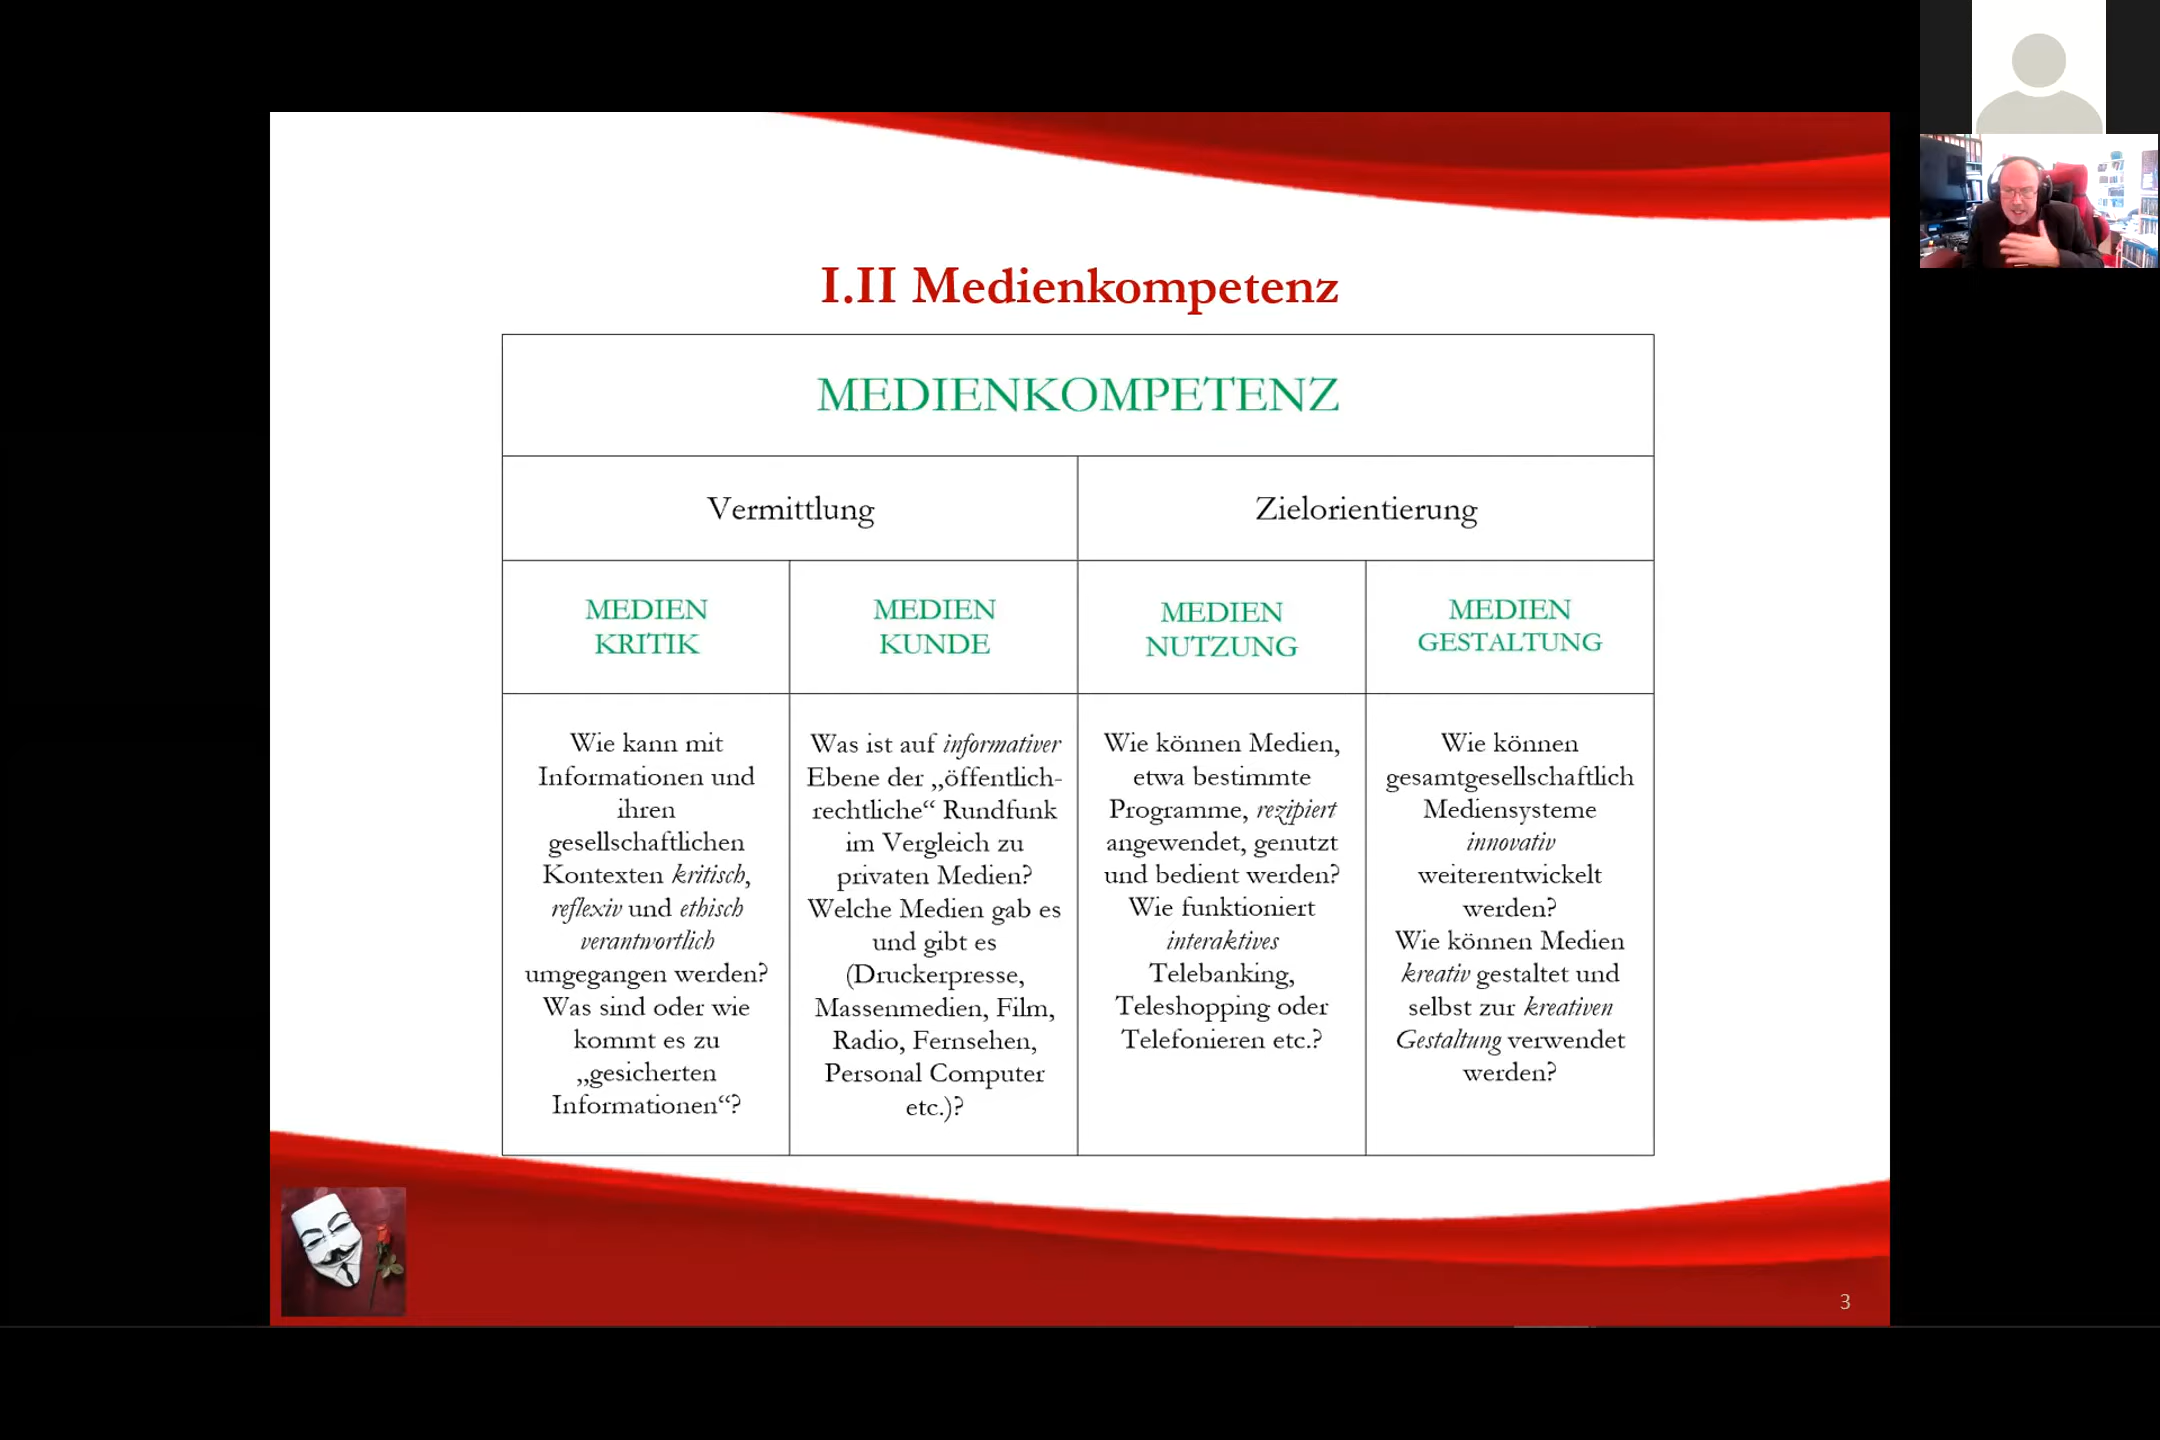 I.II Medienkompetenz
MEDIENKOMPETENZ
Vermittlung
Zielorientierung
MEDIEN
KRITIK
MEDIEN
KUNDE
MEDIEN
NUTZUNG
MEDIEN
GESTALTUNG
Wie kann mit
Informationen und
ihren
gesellschaftlichen
Kontexten kritisch,
reflexiv und ethisch
verantwortlich
umgegangen werden?
Was sind oder wie
kommt es zu
„gesicherten
Informationen“?
Was ist auf informativer
Ebene der „öffentlich-
rechtliche“ Rundfunk
im Vergleich zu
privaten Medien?
Welche Medien gab es
und gibt es
(Druckerpresse,
Massenmedien, Film,
Radio, Fernsehen,
Personal Computer
etc.)?
Wie können Medien,
etwa bestimmte
Programme, rezipiert
angewendet, genutzt
und bedient werden?
Wie funktioniert
interaktives
Telebanking,
Teleshopping oder
Telefonieren etc.?
Wie können
gesamtgesellschaftlich
Mediensysteme
innovativ
weiterentwickelt
werden?
Wie können Medien
kreativ gestaltet und
selbst zur kreativen
Gestaltung verwendet
werden?
3